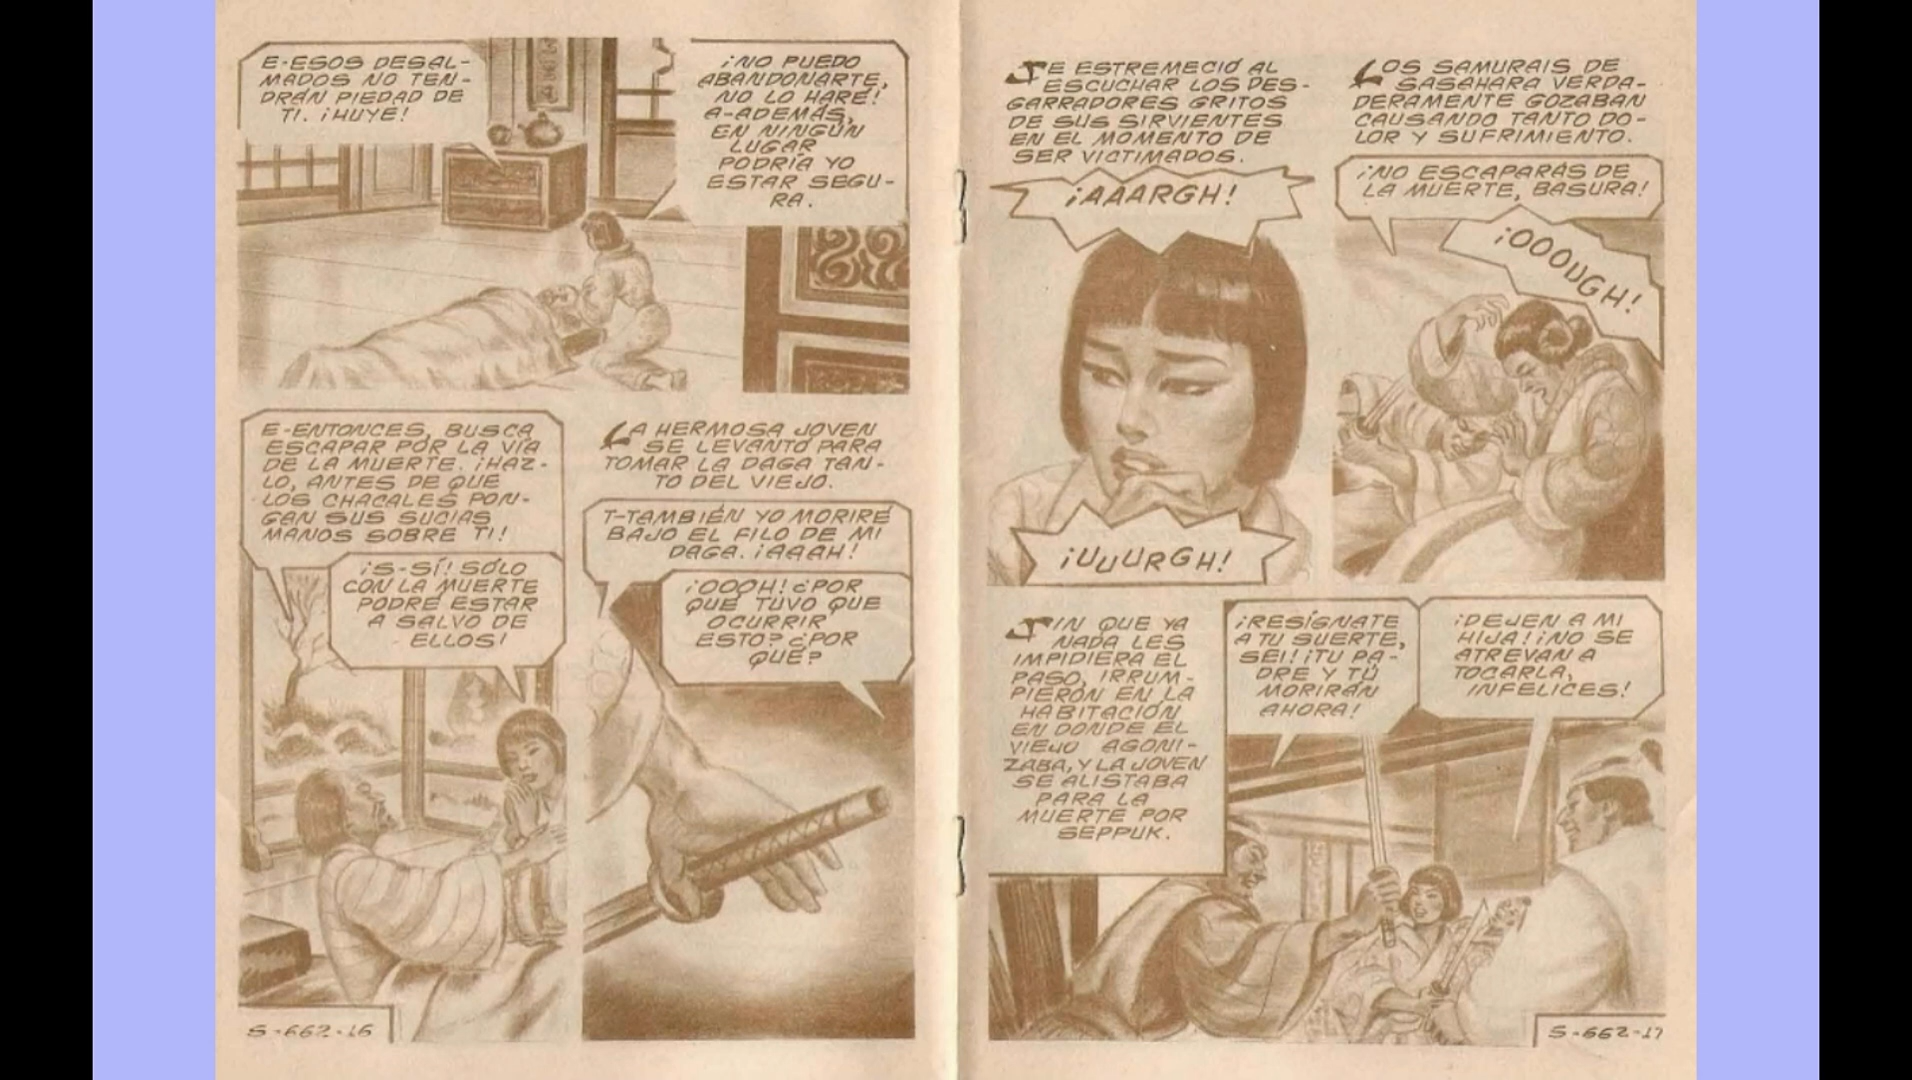 E-ESOS DESAL-
MADOS NO TEN-
DRÁN PIEDAD DE
TI. ¡HUYE!
¡NO PUEDO
ABANDONARTE,
NO LO HARÉ!
A-ADEMÁS,
EN NINGÚN
LUGAR
PODRÍA YO
ESTAR SEGU-
RA.
E-ENTONCES, BUSCA
ESCAPAR POR LA VÍA
DE LA MUERTE. ¡HAZ-
LO, ANTES DE QUE
LOS CHACALES PON-
GAN SUS SUCIAS
MANOS SOBRE TI!
¡S-SÍ! SÓLO
CON LA MUERTE
PODRÉ ESTAR
A SALVO DE
ELLOS!
LA HERMOSA JOVEN
SE LEVANTÓ PARA
TOMAR LA DAGA TAN-
TO DEL VIEJO.
T-TAMBIÉN YO MORIRÉ
BAJO EL FILO DE MI
DAGA. ¡AAAH!
¡OOOH! ¿POR
QUÉ TUVO QUE
OCURRIR
ESTO? ¿POR
QUÉ?
S-662-16
SE ESTREMECIÓ AL
ESCUCHAR LOS DES-
GARRADORES GRITOS
DE SUS SIRVIENTES
EN EL MOMENTO DE
SER VICTIMADOS.
¡AAARGH!
¡UUURGH!
LOS SAMURAIS DE
SASAHARA VERDA-
DERAMENTE GOZABAN
CAUSANDO TANTO DO-
LOR Y SUFRIMIENTO.
¡NO ESCAPARÁS DE
LA MUERTE, BASURA!
¡OOOUGH!
SIN QUE YA
NADA LES
IMPIDIERA EL
PASO, IRRUM-
PIERON EN LA
HABITACIÓN
EN DONDE EL
VIEJO AGONI-
ZABA, Y LA JOVEN
SE ALISTABA
PARA LA
MUERTE POR
SEPPUK.
¡RESÍGNATE
A TU SUERTE,
SEI! ¡TU PA-
DRE Y TÚ
MORIRÁN
AHORA!
¡DEJEN A MI
HIJA! ¡NO SE
ATREVAN A
TOCARLA,
INFELICES!
S-662-17